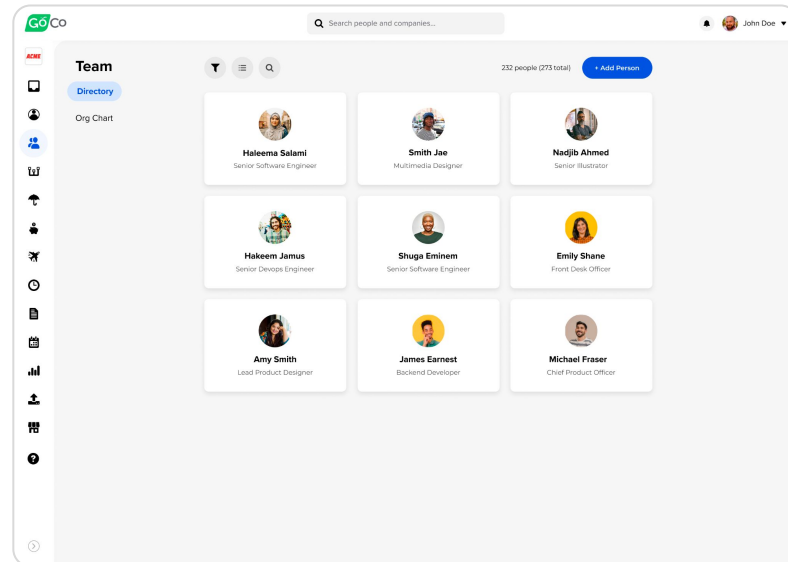 GoCo
Search people and companies...
John Doe
ACME
Team
Directory
Org Chart
232 people (273 total)
+ Add Person
Haleema Salami
Senior Software Engineer
Smith Jae
Multimedia Designer
Nadjib Ahmed
Senior Illustrator
Hakeem Jamus
Senior Devops Engineer
Shuga Eminem
Senior Software Engineer
Emily Shane
Front Desk Officer
Amy Smith
Lead Product Designer
James Earnest
Backend Developer
Michael Fraser
Chief Product Officer